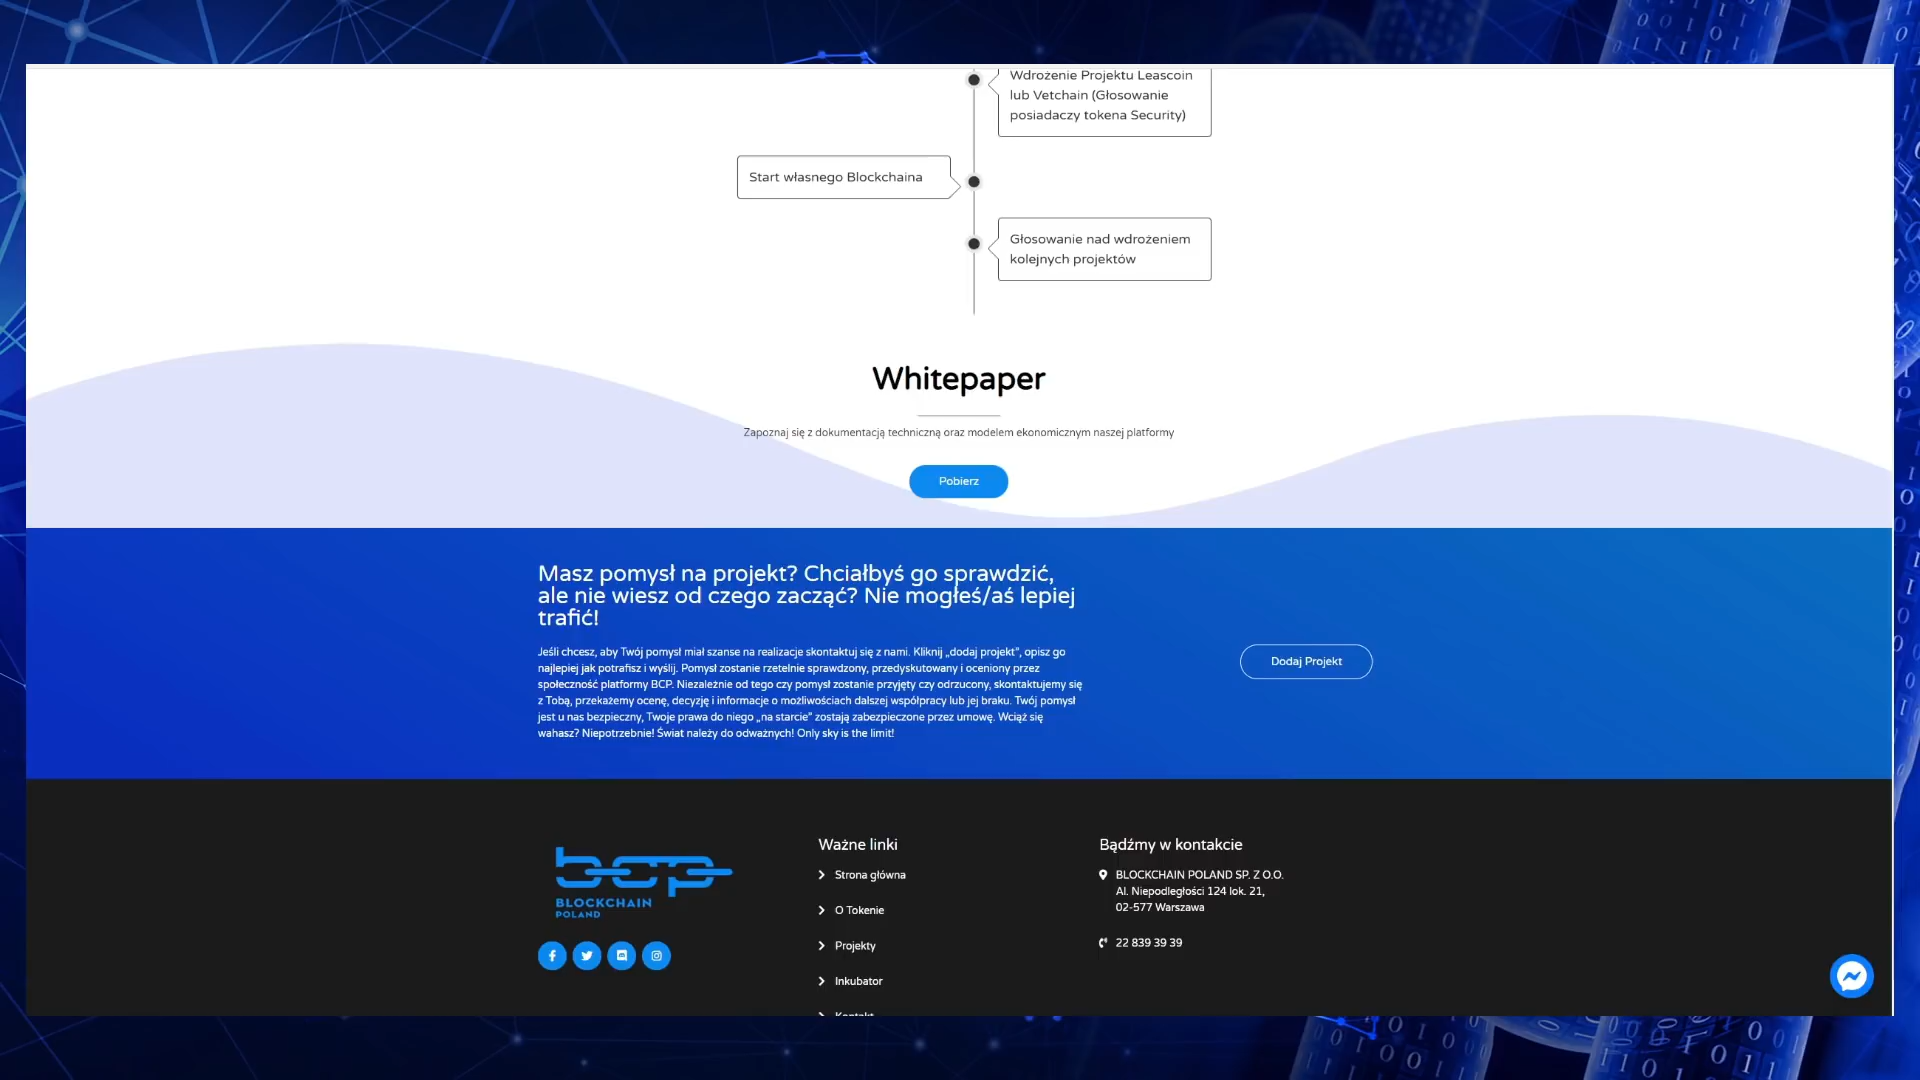 Wdrożenie Projektu Leascoin
lub Vetchain (Głosowanie
posiadaczy tokena Security)
Start własnego Blockchaina
Głosowanie nad wdrożeniem
kolejnych projektów
Whitepaper
Zapoznaj się z dokumentacją techniczną oraz modelem ekonomicznym naszej platformy
Pobierz
Masz pomysł na projekt? Chciałbyś go sprawdzić,
ale nie wiesz od czego zacząć? Nie mogłeś/aś lepiej
trafić!
Jeśli chcesz, aby Twój pomysł miał szanse na realizacje skontaktuj się z nami. Kliknij „dodaj projekt”, opisz go
najlepiej jak potrafisz i wyślij. Pomysł zostanie rzetelnie sprawdzony, przedyskutowany i oceniony przez
społeczność platformy BCP. Niezależnie od tego czy pomysł zostanie przyjęty czy odrzucony, skontaktujemy się
z Tobą, przekażemy ocenę, decyzję i informacje o możliwościach dalszej współpracy lub jej braku. Twój pomysł
jest u nas bezpieczny, Twoje prawa do niego „na starcie” zostają zabezpieczone przez umowę. Wciąż się
wahasz? Niepotrzebnie! Świat należy do odważnych! Only sky is the limit!
Dodaj Projekt
bcp
BLOCKCHAIN
POLAND
Ważne linki
Strona główna
O Tokenie
Projekty
Inkubator
Kontakt
Bądźmy w kontakcie
BLOCKCHAIN POLAND SP. Z O.O.
Al. Niepodległości 124 lok. 21,
02-577 Warszawa
22 839 39 39